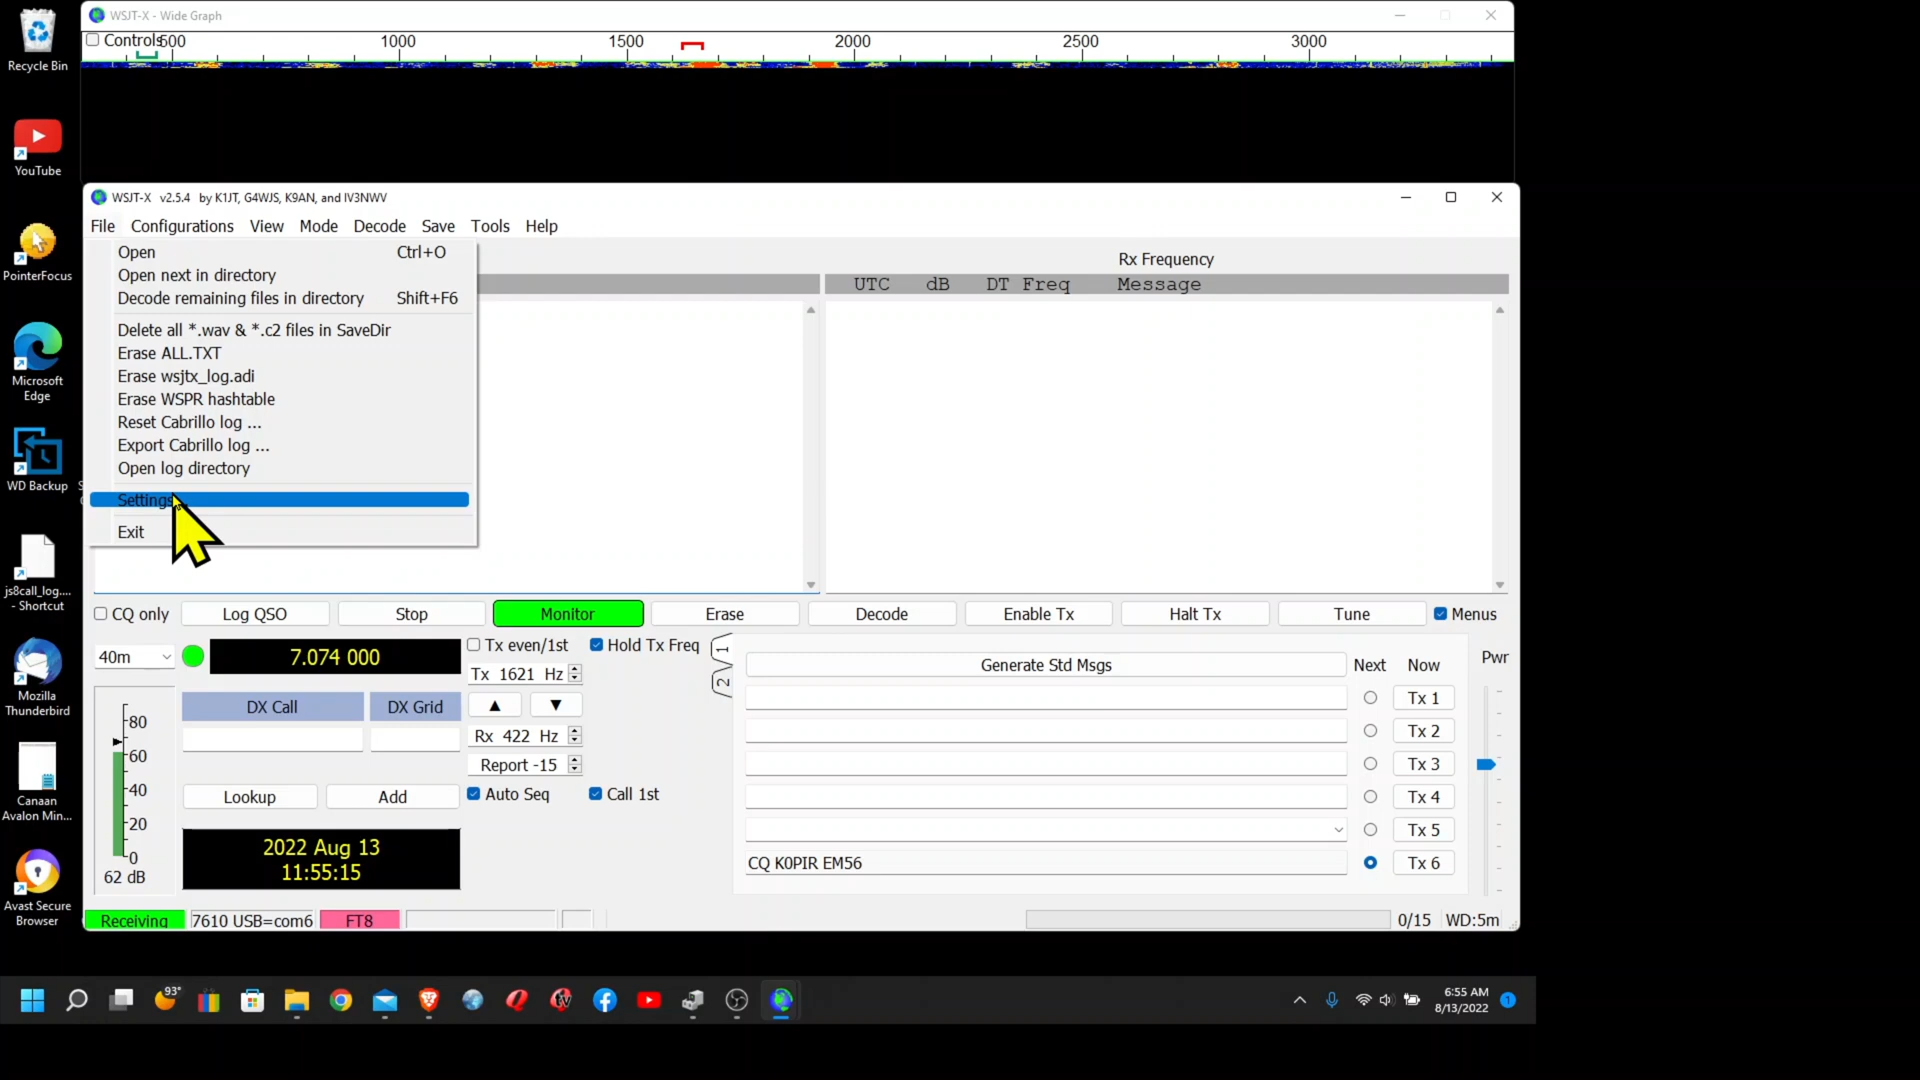 Recycle Bin
YouTube
PointerFocus
Microsoft
Edge
WD Backup
js8call_log....
- Shortcut
Mozilla
Thunderbird
Canaan
Avalon Min...
Avast Secure
Browser
WSJT-X - Wide Graph
Controls 500 1000 1500 2000 2500 3000
WSJT-X v2.5.4 by K1JT, G4WJS, K9AN, and IV3NWV
File Configurations View Mode Decode Save Tools Help
Open Ctrl+O
Open next in directory
Decode remaining files in directory Shift+F6
Delete all *.wav & *.c2 files in SaveDir
Erase ALL.TXT
Erase wsjtx_log.adi
Erase WSPR hashtable
Reset Cabrillo log ...
Export Cabrillo log ...
Open log directory
Settings
Exit
Rx Frequency
UTC dB DT Freq Message
CQ only Log QSO Stop Monitor Erase Decode Enable Tx Halt Tx Tune Menus
40m 7.074 000 Tx even/1st Hold Tx Freq
Tx 1621 Hz
DX Call DX Grid
Rx 422 Hz
Report -15
Lookup Add Auto Seq Call 1st
80
60
40
20
0
62 dB
2022 Aug 13
11:55:15
1
2
Generate Std Msgs Next Now Pwr
Tx 1
Tx 2
Tx 3
Tx 4
Tx 5
CQ K0PIR EM56 Tx 6
Receiving 7610 USB=com6 FT8 0/15 WD:5m
93°
tv
6:55 AM
8/13/2022
1